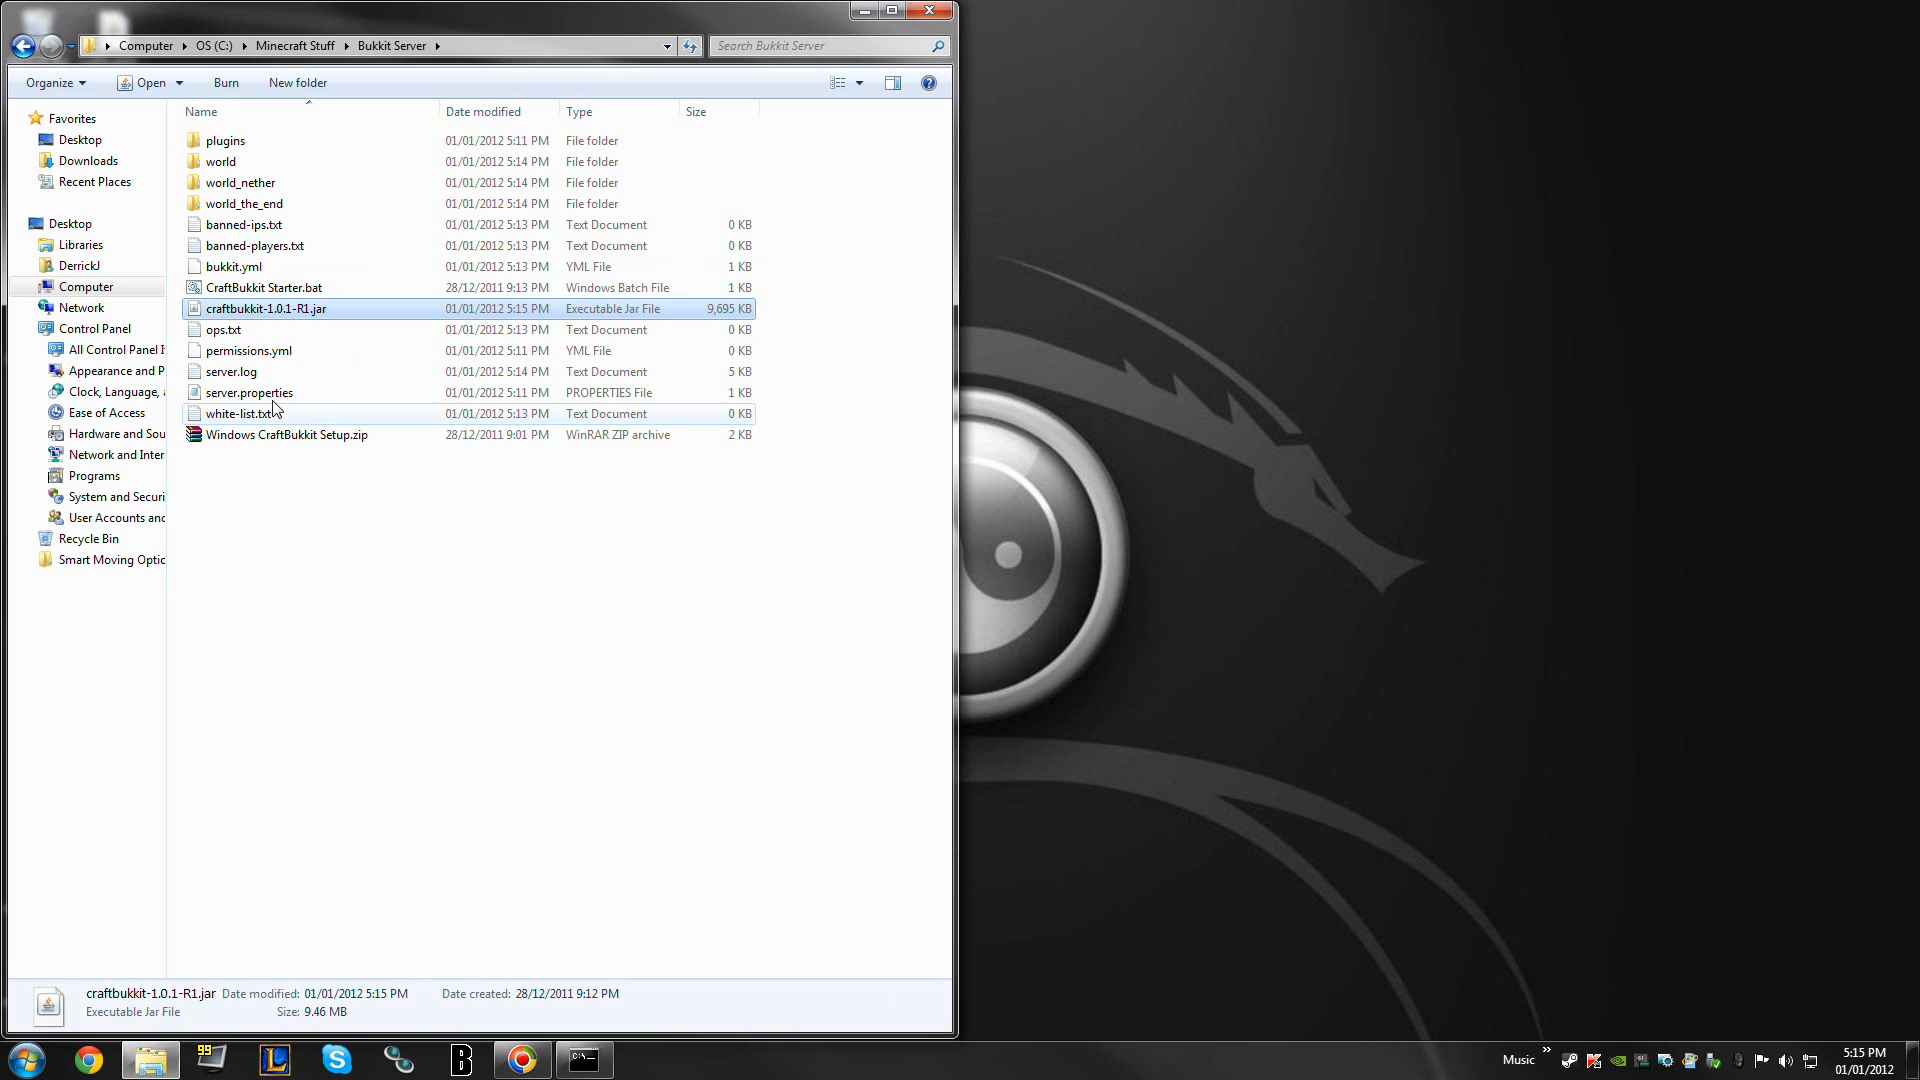 Computer OS (C:) Minecraft Stuff Bukkit Server Search Bukkit Server
Organize Open Burn New folder
Name Date modified Type Size
Favorites
Desktop
Downloads
Recent Places
Desktop
Libraries
DerrickJ
Computer
Network
Control Panel
All Control Panel I
Appearance and P
Clock, Language, a
Ease of Access
Hardware and Sou
Network and Inter
Programs
System and Securi
User Accounts and
Recycle Bin
Smart Moving Optic
plugins 01/01/2012 5:11 PM File folder
world 01/01/2012 5:14 PM File folder
world_nether 01/01/2012 5:14 PM File folder
world_the_end 01/01/2012 5:14 PM File folder
banned-ips.txt 01/01/2012 5:13 PM Text Document 0 KB
banned-players.txt 01/01/2012 5:13 PM Text Document 0 KB
bukkit.yml 01/01/2012 5:13 PM YML File 1 KB
CraftBukkit Starter.bat 28/12/2011 9:13 PM Windows Batch File 1 KB
craftbukkit-1.0.1-R1.jar 01/01/2012 5:15 PM Executable Jar File 9,695 KB
ops.txt 01/01/2012 5:13 PM Text Document 0 KB
permissions.yml 01/01/2012 5:11 PM YML File 0 KB
server.log 01/01/2012 5:14 PM Text Document 5 KB
server.properties 01/01/2012 5:11 PM PROPERTIES File 1 KB
white-list.txt 01/01/2012 5:13 PM Text Document 0 KB
Windows CraftBukkit Setup.zip 28/12/2011 9:01 PM WinRAR ZIP archive 2 KB
craftbukkit-1.0.1-R1.jar Date modified: 01/01/2012 5:15 PM Date created: 28/12/2011 9:12 PM
Executable Jar File Size: 9.46 MB
99
L
S
B
C:\
Music
5:15 PM
01/01/2012